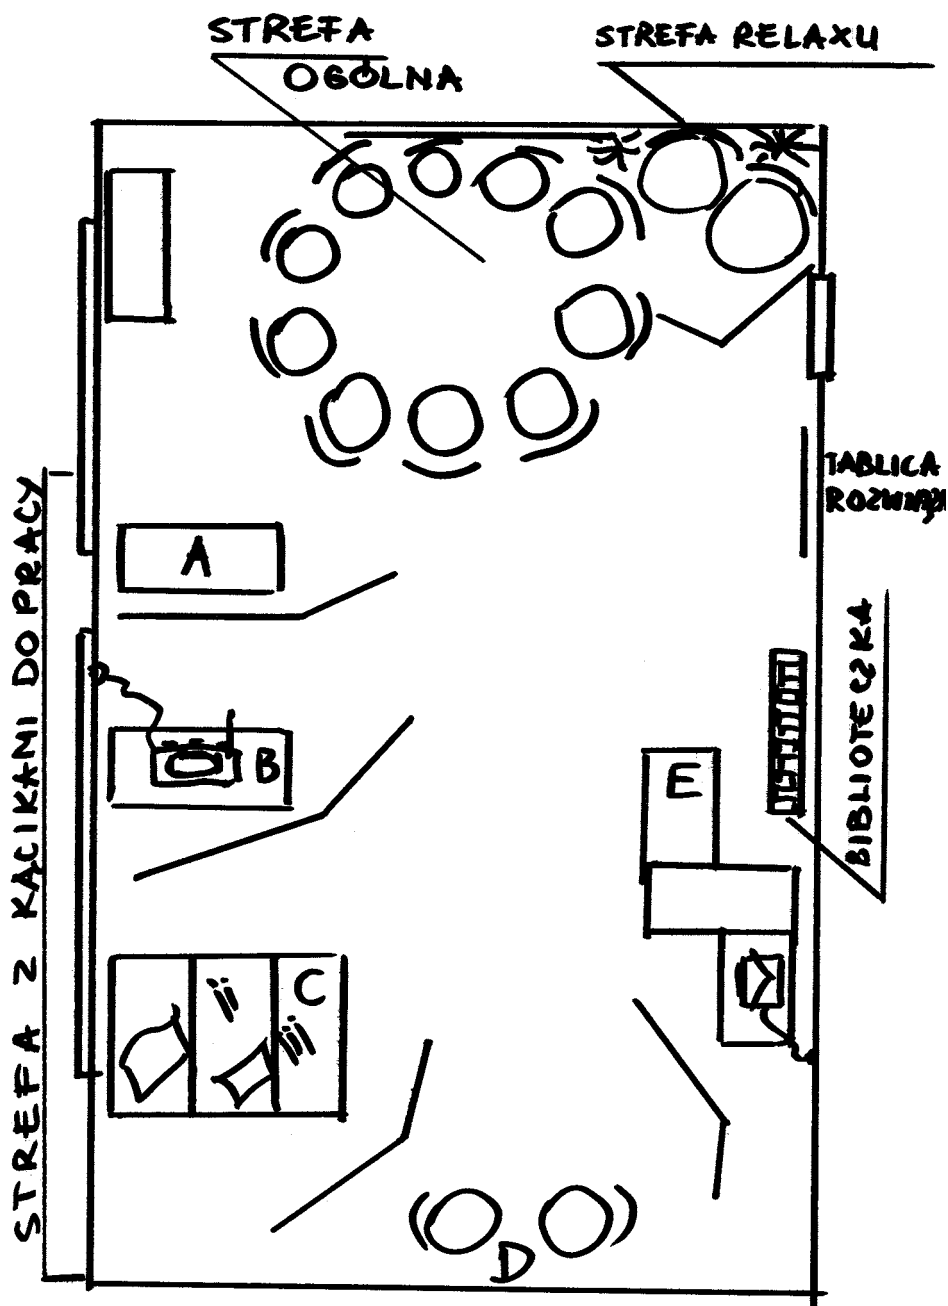 STREFA
OGÓLNA
STREFA RELAXU
TABLICA
STREFA Z KĄCIKAMI DO PRACY
A
B
BIBLIOTECZKA
E
C
D